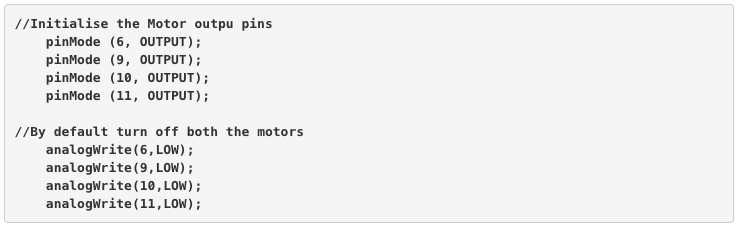 //Initialise the Motor outpu pins
pinMode (6, OUTPUT);
pinMode (9, OUTPUT);
pinMode (10, OUTPUT);
pinMode (11, OUTPUT);
//By default turn off both the motors
analogWrite(6,LOW);
analogWrite(9,LOW);
analogWrite(10,LOW);
analogWrite(11,LOW);